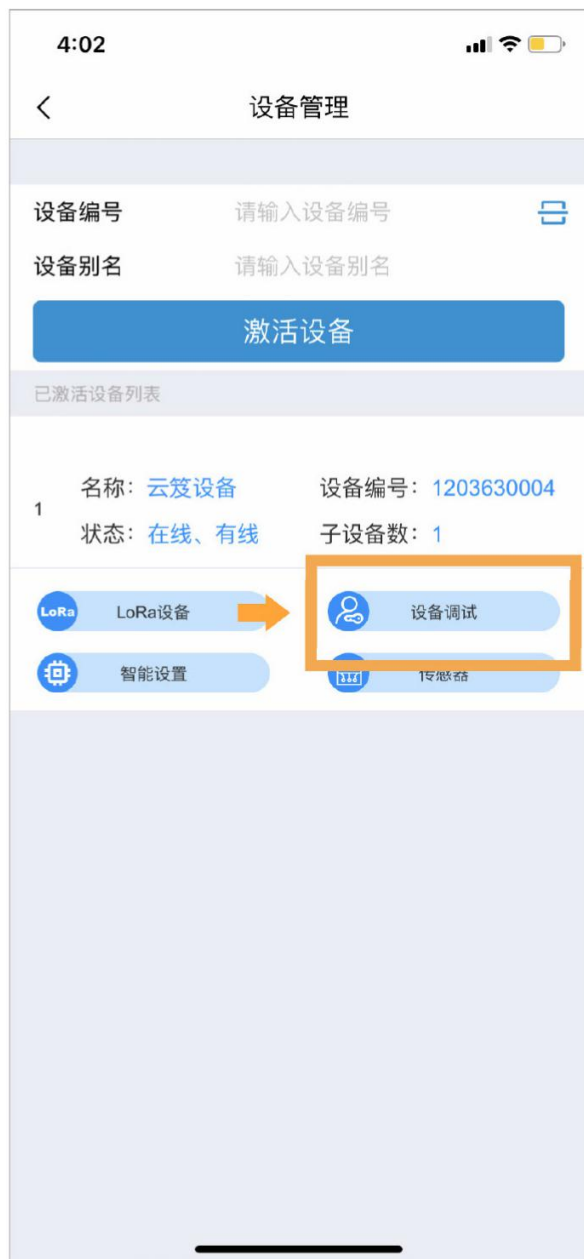 4:02
设备管理
设备编号 请输入设备编号
设备别名 请输入设备别名
激活设备
已激活设备列表
1
名称：云笈设备 设备编号：1203630004
状态：在线、有线 子设备数：1
LoRa LoRa设备 设备调试
智能设置 传感器